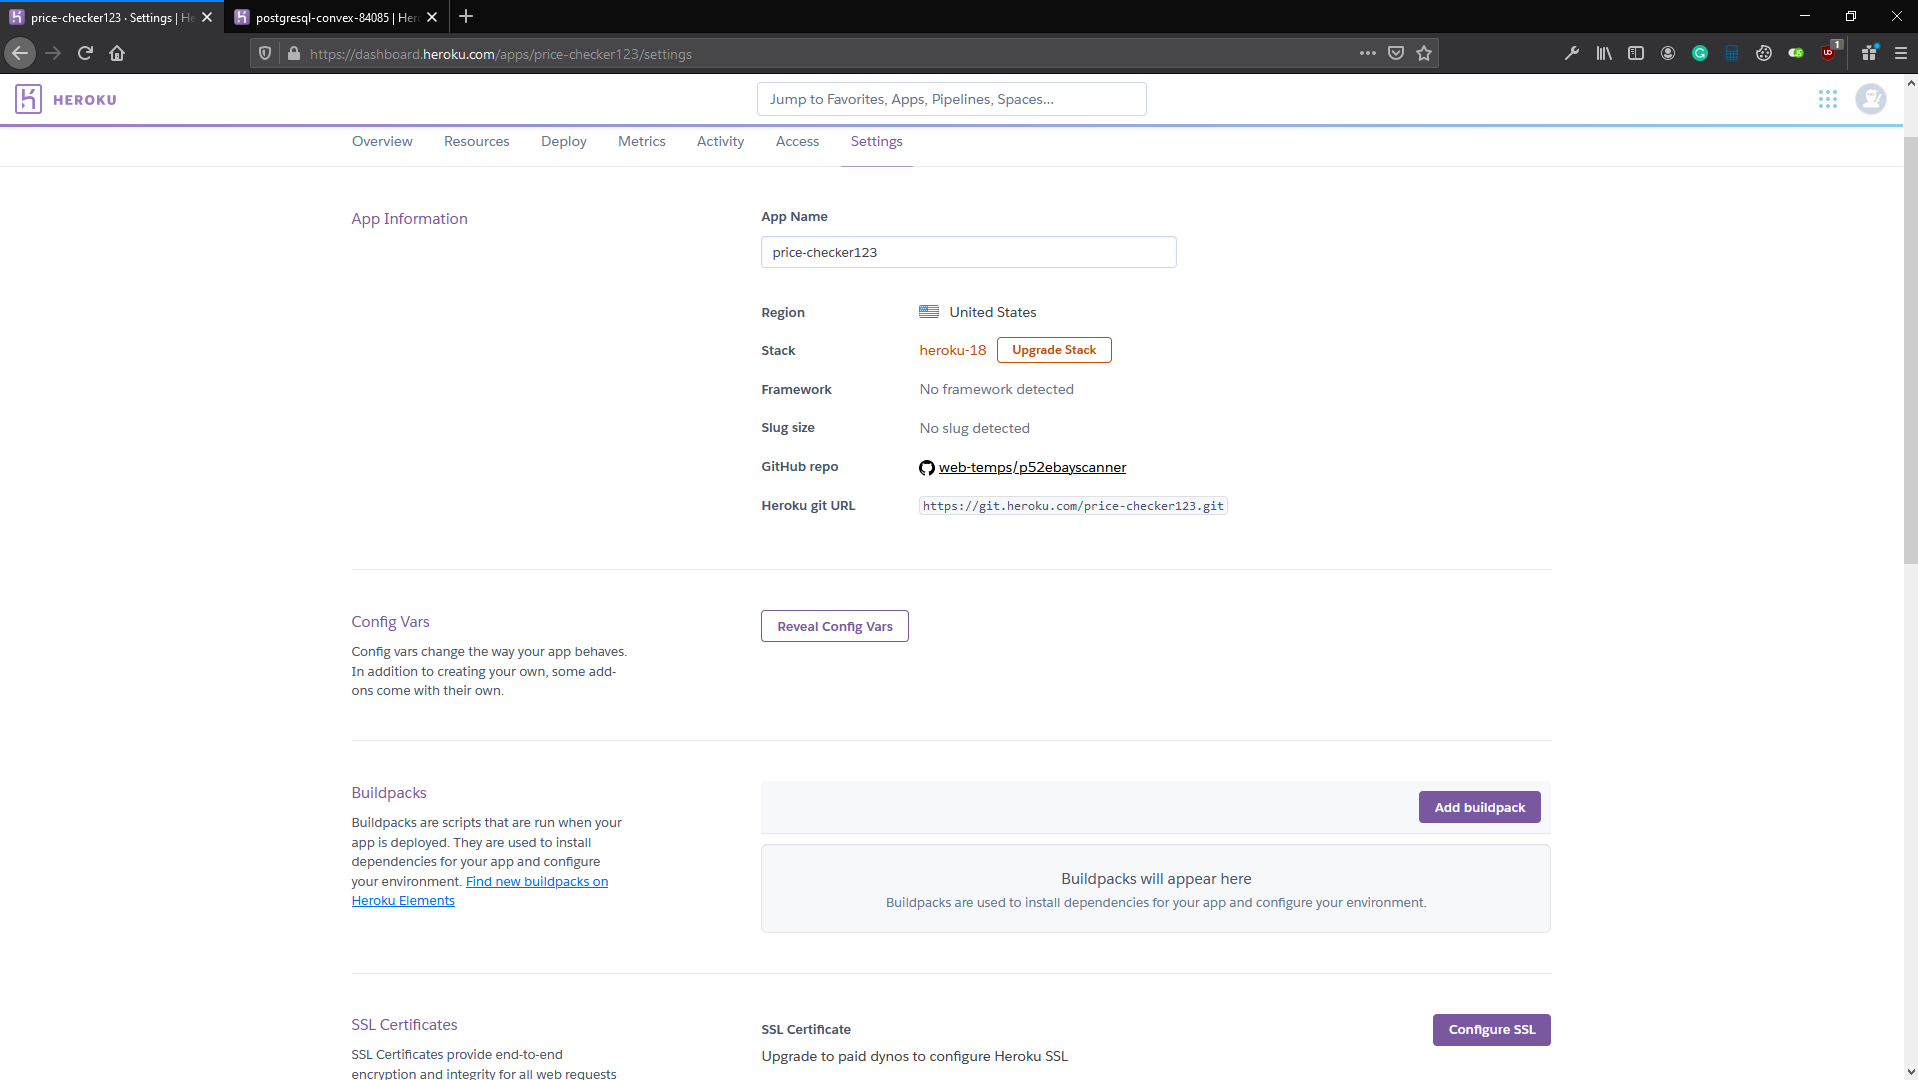 price-checker123 · Settings | He
postgresql-convex-84085 | Her
https://dashboard.heroku.com/apps/price-checker123/settings
1
HEROKU
Jump to Favorites, Apps, Pipelines, Spaces...
Overview Resources Deploy Metrics Activity Access Settings
App Information
App Name
price-checker123
Region United States
Stack heroku-18 Upgrade Stack
Framework No framework detected
Slug size No slug detected
GitHub repo web-temps/p52ebayscanner
Heroku git URL https://git.heroku.com/price-checker123.git
Config Vars
Config vars change the way your app behaves.
In addition to creating your own, some add-
ons come with their own.
Reveal Config Vars
Buildpacks
Buildpacks are scripts that are run when your
app is deployed. They are used to install
dependencies for your app and configure
your environment. Find new buildpacks on
Heroku Elements
Add buildpack
Buildpacks will appear here
Buildpacks are used to install dependencies for your app and configure your environment.
SSL Certificates
SSL Certificates provide end-to-end
encryption and integrity for all web requests
SSL Certificate
Upgrade to paid dynos to configure Heroku SSL
Configure SSL